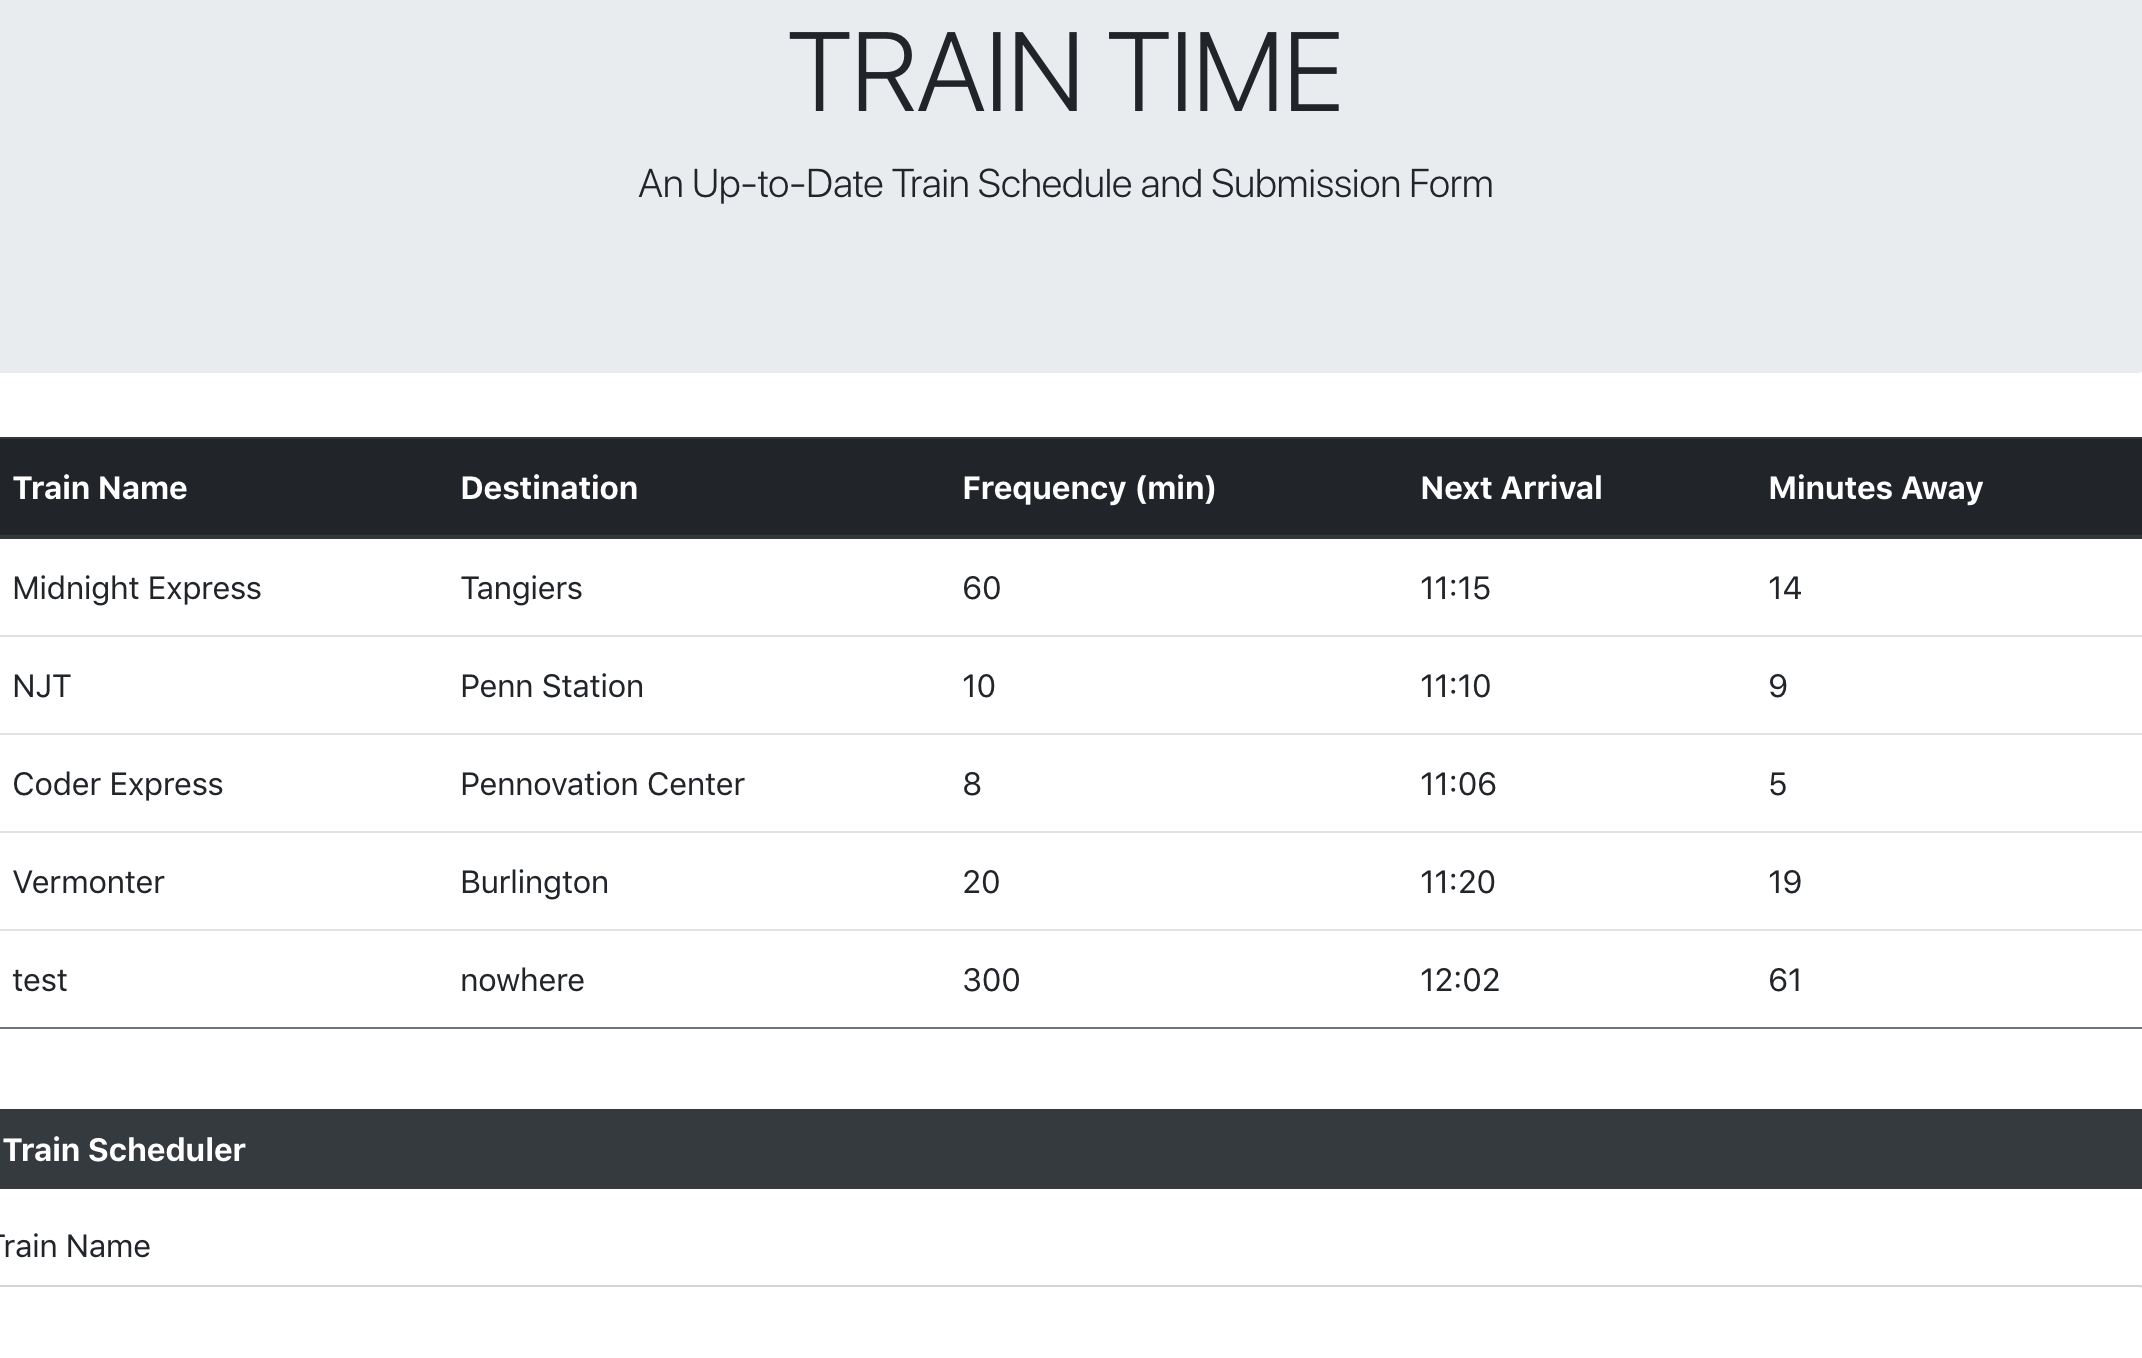 TRAIN TIME
An Up-to-Date Train Schedule and Submission Form
Train Name Destination Frequency (min) Next Arrival Minutes Away
Midnight Express Tangiers 60 11:15 14
NJT Penn Station 10 11:10 9
Coder Express Pennovation Center 8 11:06 5
Vermonter Burlington 20 11:20 19
test nowhere 300 12:02 61
Train Scheduler
Train Name